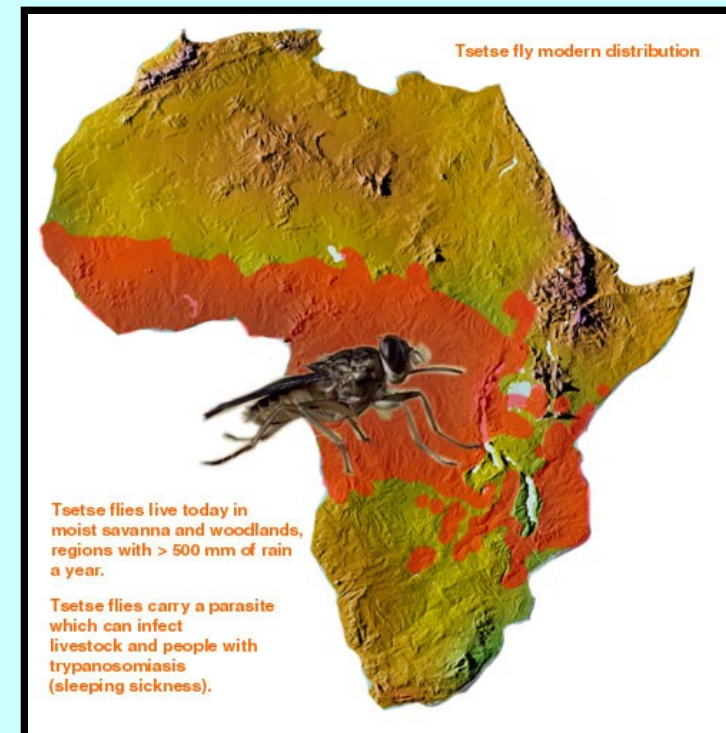 Tsetse fly modern distribution
Tsetse flies live today in
moist savanna and woodlands,
regions with > 500 mm of rain
a year.
Tsetse flies carry a parasite
which can infect
livestock and people with
trypanosomiasis
(sleeping sickness).